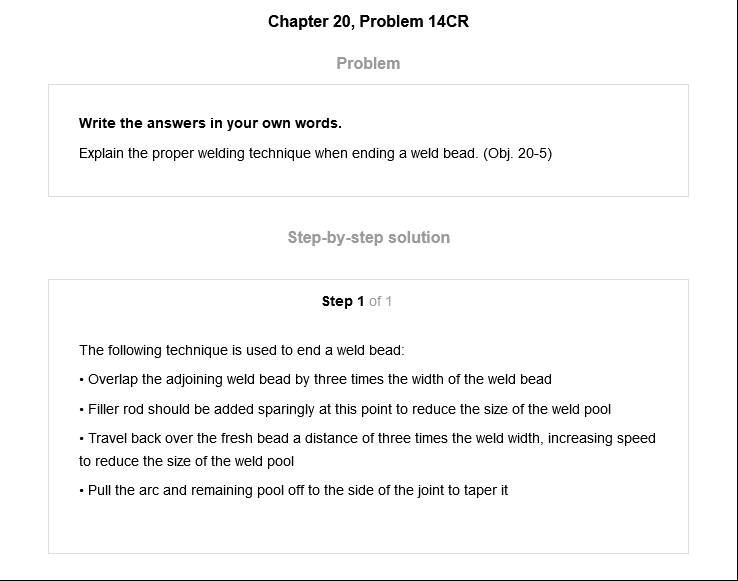 Chapter 20, Problem 14CR
Problem
Write the answers in your own words.
Explain the proper welding technique when ending a weld bead. (Obj. 20-5)
Step-by-step solution
Step 1 of 1
The following technique is used to end a weld bead:
• Overlap the adjoining weld bead by three times the width of the weld bead
• Filler rod should be added sparingly at this point to reduce the size of the weld pool
• Travel back over the fresh bead a distance of three times the weld width, increasing speed
to reduce the size of the weld pool
• Pull the arc and remaining pool off to the side of the joint to taper it